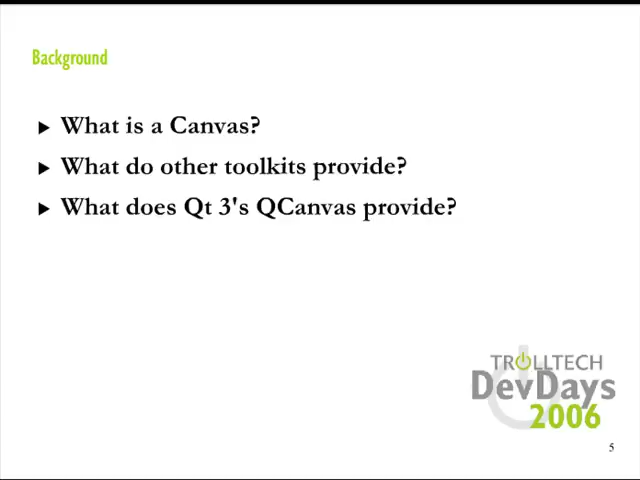 Background
What is a Canvas?
What do other toolkits provide?
What does Qt 3's QCanvas provide?
TROLLTECH
DevDays
2006
5